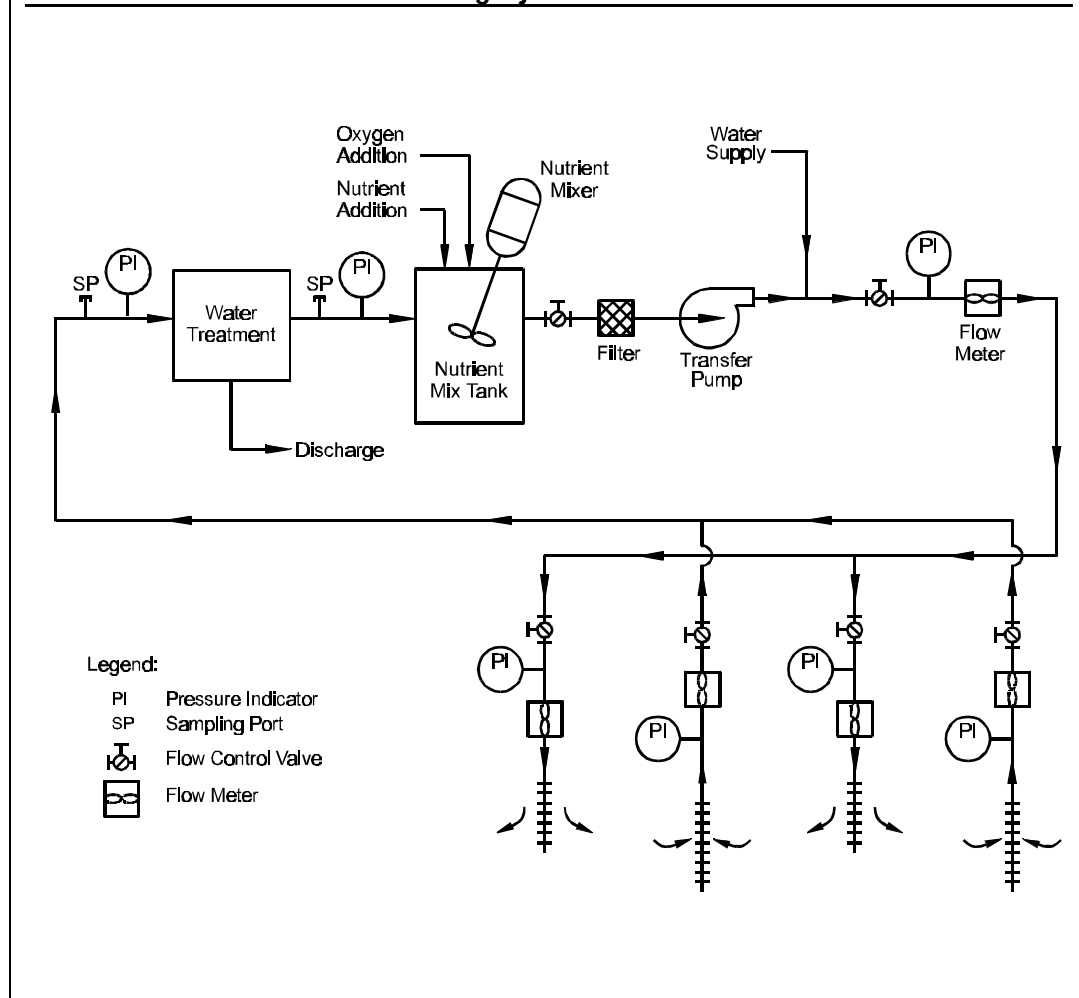 Oxygen
Addition
Nutrient
Addition
Nutrient
Mixer
Water
Supply
SP
PI
SP
PI
PI
Water
Treatment
Nutrient
Mix Tank
Filter
Transfer
Pump
Flow
Meter
Discharge
PI
PI
PI
PI
Legend:
PI Pressure Indicator
SP Sampling Port
Flow Control Valve
Flow Meter